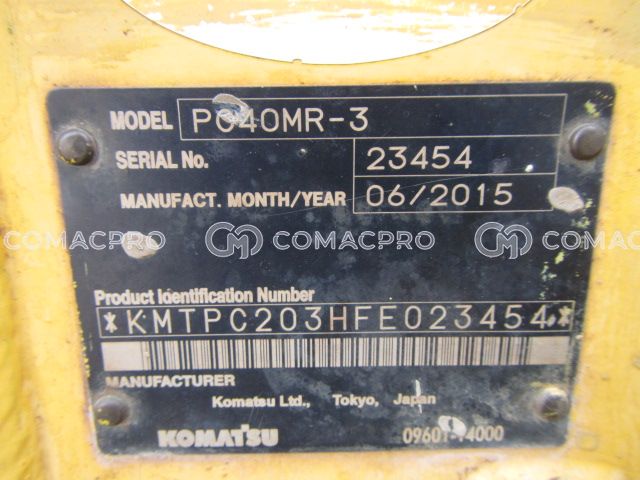 MODEL PC40MR-3
SERIAL No. 23454
MANUFACT. MONTH/YEAR 06/2015
COMACPRO COMACPRO COMACPRO
Product Identification Number
*KMTPC203HFE023454*
MANUFACTURER
Komatsu Ltd., Tokyo, Japan
KOMATSU